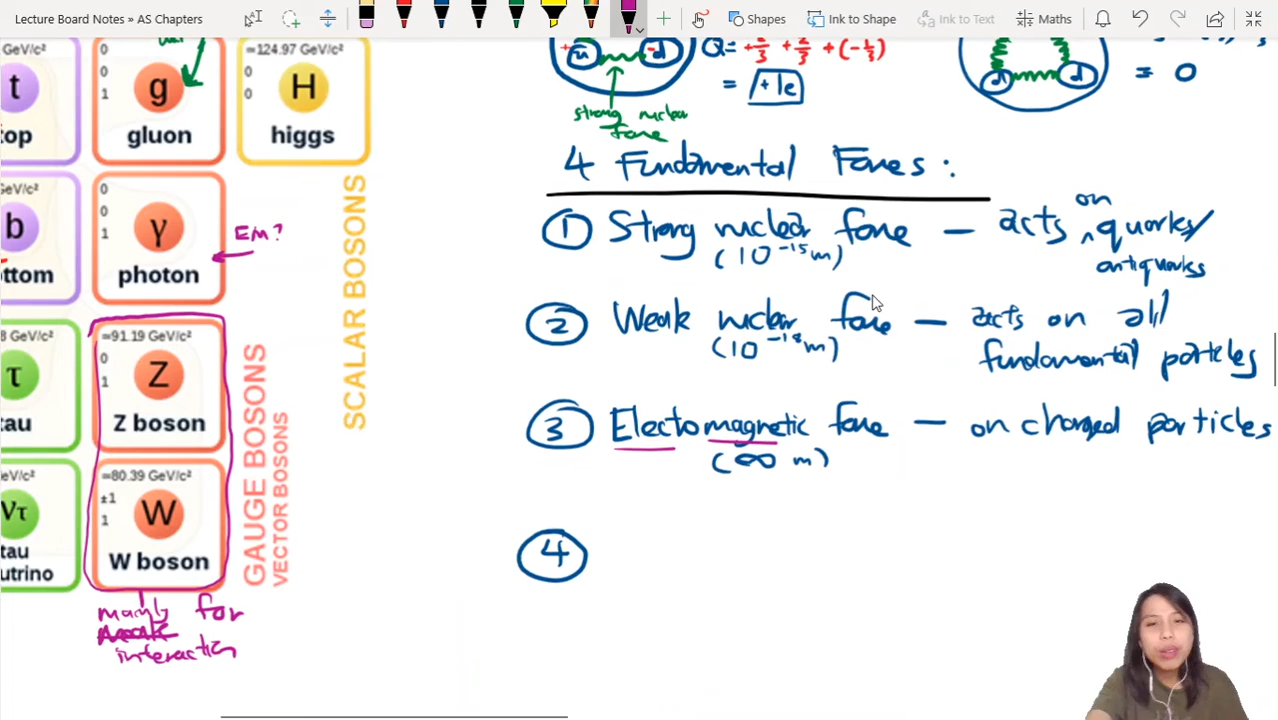 Lecture Board Notes - AS Chapters
Shapes
Ink to Shape
Ink to Text
Maths
GeV/c²
t
top
0
0
1
g
gluon
≃124.97 GeV/c²
0
0
H
higgs
GeV/c²
b
ottom
0
0
1
γ
photon
EM?
8 GeV/c²
τ
tau
≃91.19 GeV/c²
0
1
Z
Z boson
GeV/c²
ντ
tau
utrino
≃80.39 GeV/c²
±1
1
W
W boson
GAUGE BOSONS
VECTOR BOSONS
SCALAR BOSONS
mainly for
interaction
u d
Q = +2/3 + 2/3 + (-1/3)
= +1e
strong nuclear
force
d d
= 0
4 Fundamental Forces:
1 Strong nuclear force — acts on quarks/
(10⁻¹⁵m) antiquarks
2 Weak nuclear force — acts on all
(10⁻¹⁸m) fundamental particles
3 Electomagnetic force — on charged particles
(∞ m)
4